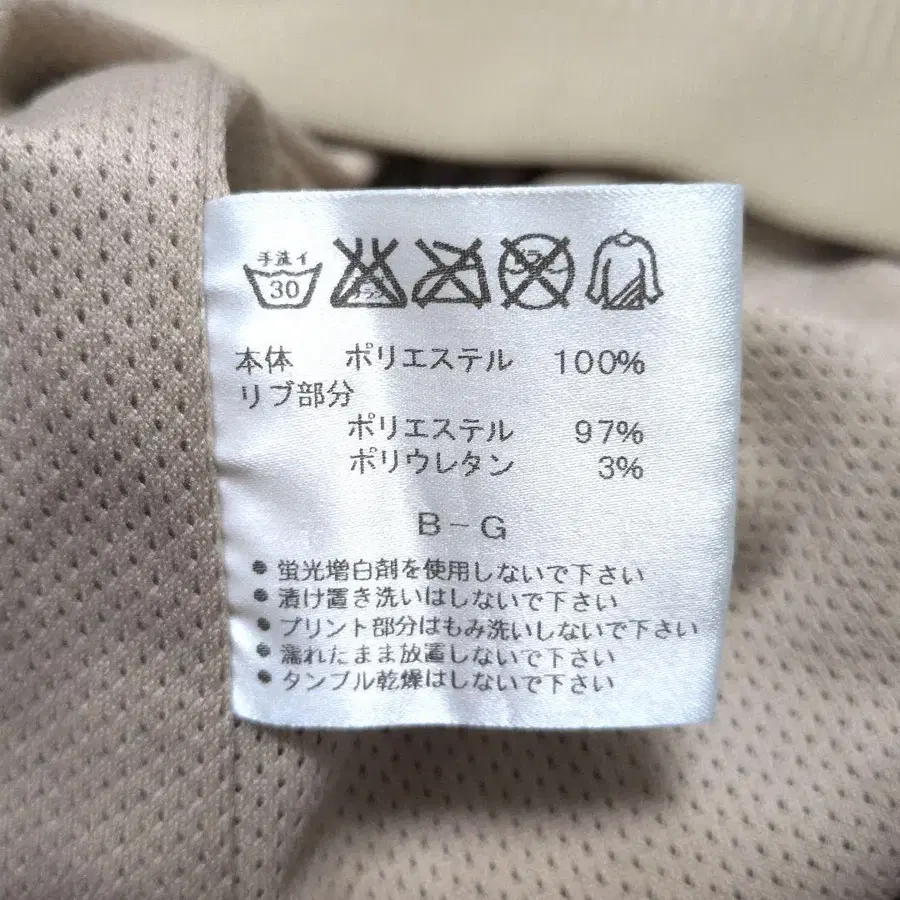 手洗イ
30
本体 ポリエステル 100%
リブ部分
ポリエステル 97%
ポリウレタン 3%
B-G
●蛍光増白剤を使用しないで下さい
●漬け置き洗いはしないで下さい
●プリント部分はもみ洗いしないで下さい
●濡れたまま放置しないで下さい
●タンブル乾燥はしないで下さい